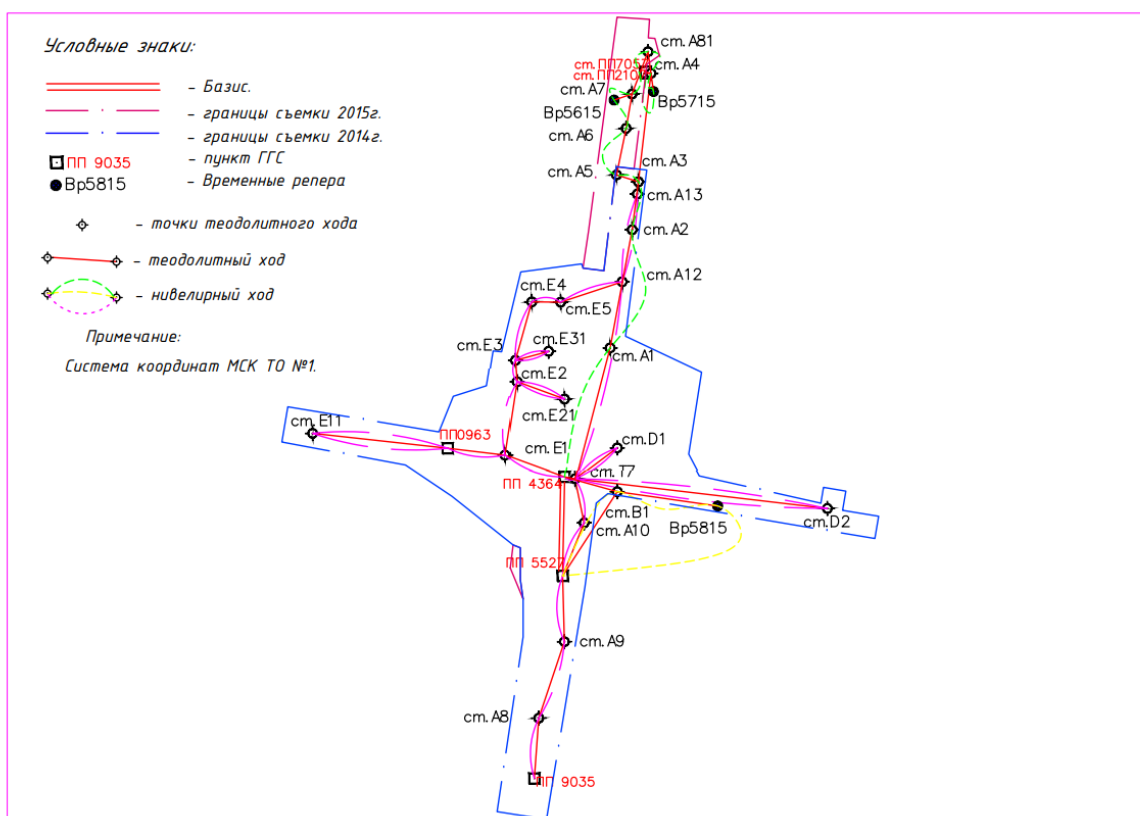 Условные знаки:
- Базис.
- границы съемки 2015г.
- границы съемки 2014г.
ПП 9035
- пункт ГГС
Вр5815
- Временные репера
- точки теодолитного хода
- теодолитный ход
- нивелирный ход
Примечание:
Система координат МСК ТО №1.
ст.А81
ст.ПП7057
ст.А4
ст.ПП2107
ст.А7
Вр5715
Вр5615
ст.А6
ст.А3
ст.А5
ст.А13
ст.А2
ст.А12
ст.Е4
ст.Е5
ст.Е31
ст.Е3
ст.А1
ст.Е2
ст.Е21
ст.Е11
ПП0963
ст.Е1
ст.D1
ст.Т7
ПП 4364
ст.В1
ст.А10
Вр5815
ст.D2
ПП 5527
ст.А9
ст.А8
ПП 9035